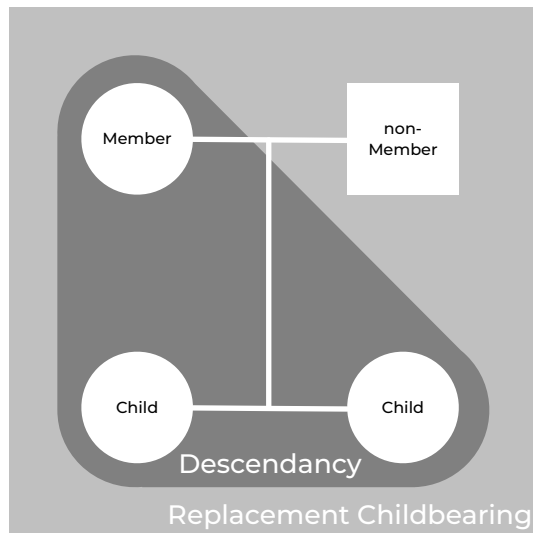 Member
non-
Member
Child
Child
Descendancy
Replacement Childbearing